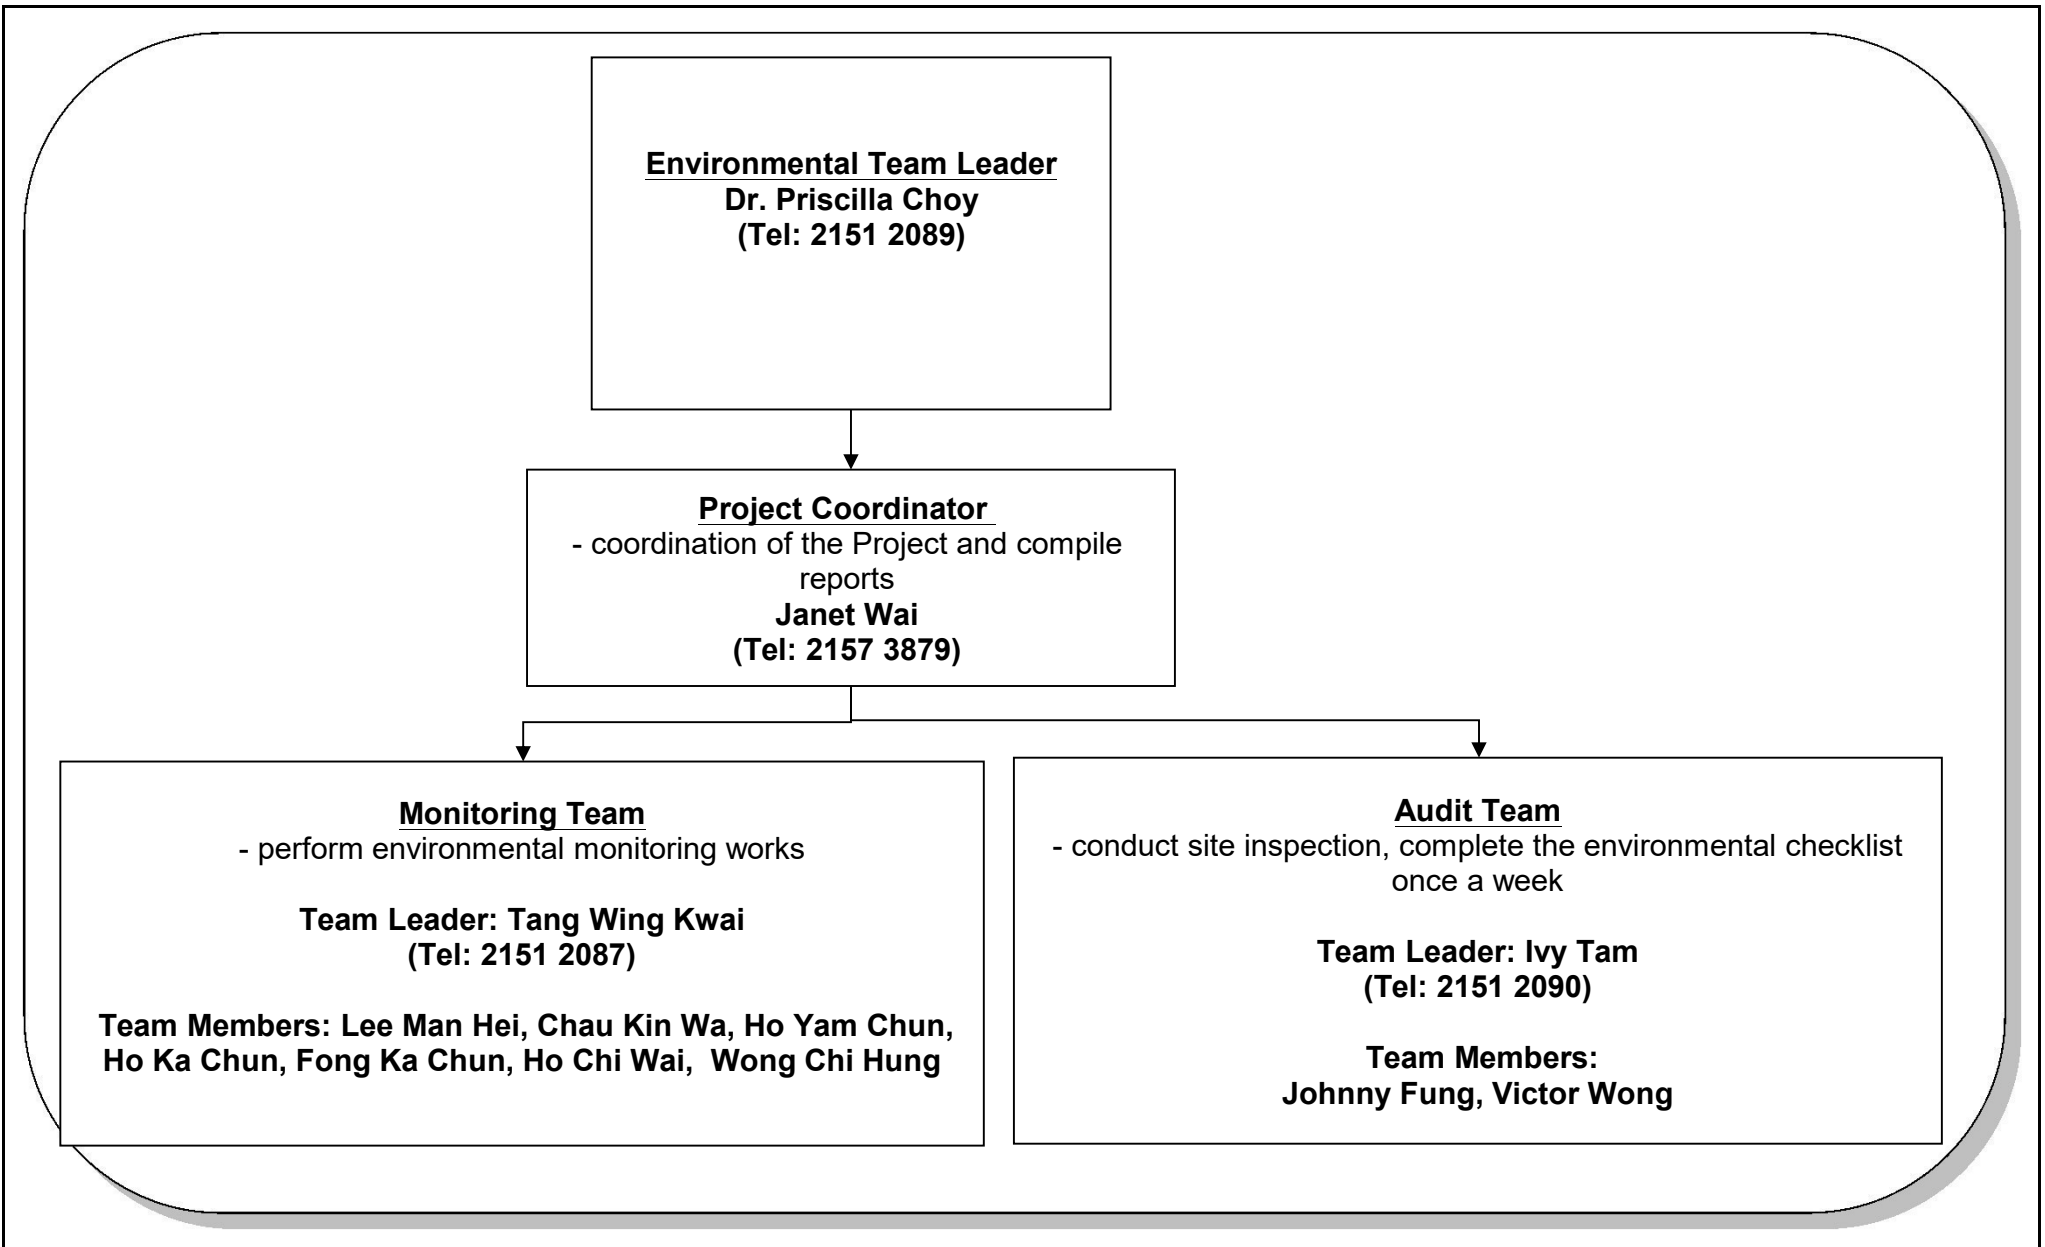 Environmental Team Leader
Dr. Priscilla Choy
(Tel: 2151 2089)
Project Coordinator
- coordination of the Project and compile
reports
Janet Wai
(Tel: 2157 3879)
Monitoring Team
- perform environmental monitoring works
Team Leader: Tang Wing Kwai
(Tel: 2151 2087)
Team Members: Lee Man Hei, Chau Kin Wa, Ho Yam Chun,
Ho Ka Chun, Fong Ka Chun, Ho Chi Wai,  Wong Chi Hung
Audit Team
- conduct site inspection, complete the environmental checklist
once a week
Team Leader: Ivy Tam
(Tel: 2151 2090)
Team Members:
Johnny Fung, Victor Wong